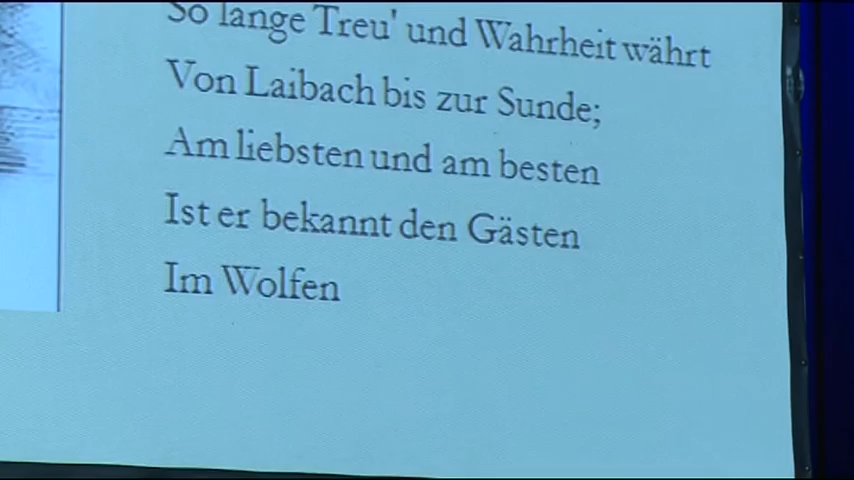 So lange Treu' und Wahrheit währt
Von Laibach bis zur Sunde;
Am liebsten und am besten
Ist er bekannt den Gästen
Im Wolfen